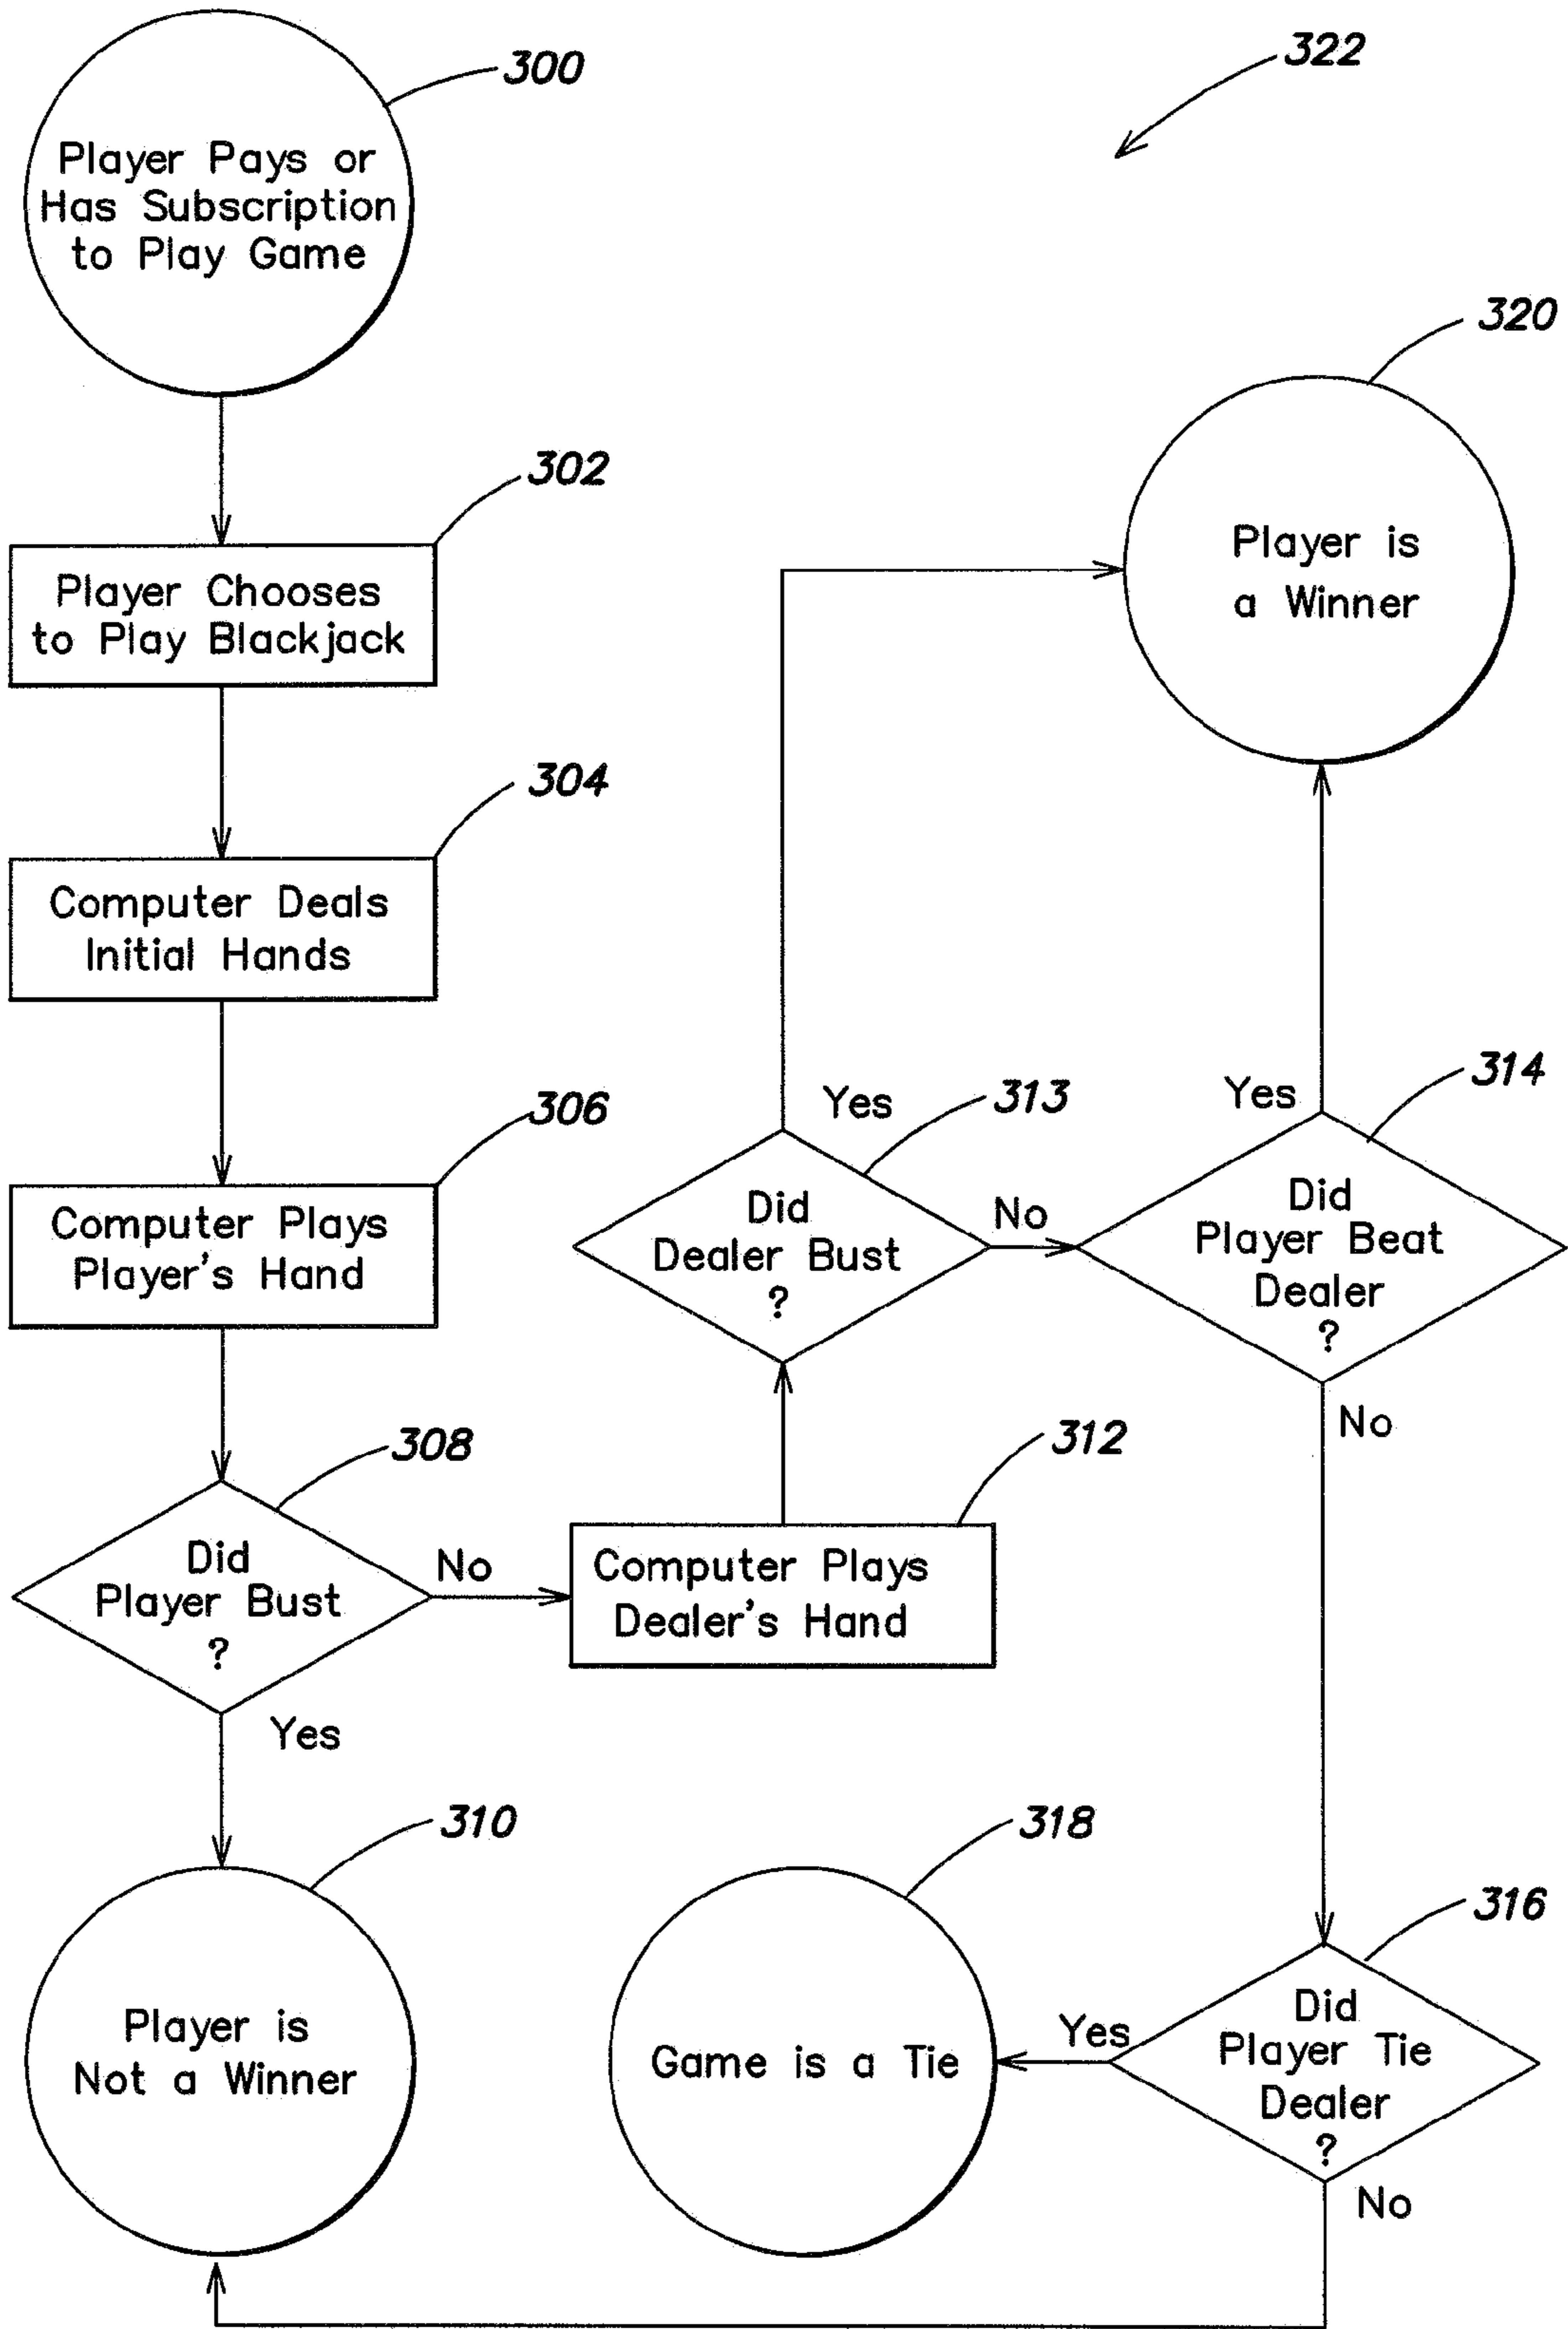 300
Player Pays or
Has Subscription
to Play Game
322
320
Player is
a Winner
302
Player Chooses
to Play Blackjack
304
Computer Deals
Initial Hands
306
Computer Plays
Player's Hand
308
Did
Player Bust
?
No
Yes
312
Computer Plays
Dealer's Hand
313
Yes
Did
Dealer Bust
?
No
314
Yes
Did
Player Beat
Dealer
?
No
310
Player is
Not a Winner
318
Game is a Tie
316
Yes
Did
Player Tie
Dealer
?
No